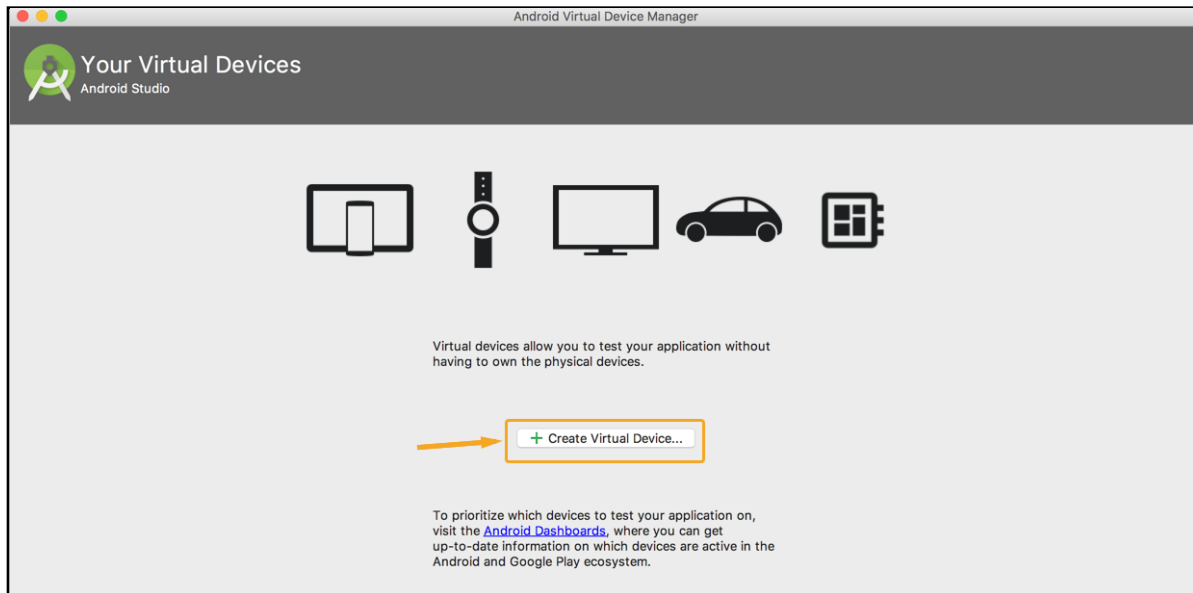 Android Virtual Device Manager
Your Virtual Devices
Android Studio
Virtual devices allow you to test your application without
having to own the physical devices.
+ Create Virtual Device...
To prioritize which devices to test your application on,
visit the Android Dashboards, where you can get
up-to-date information on which devices are active in the
Android and Google Play ecosystem.